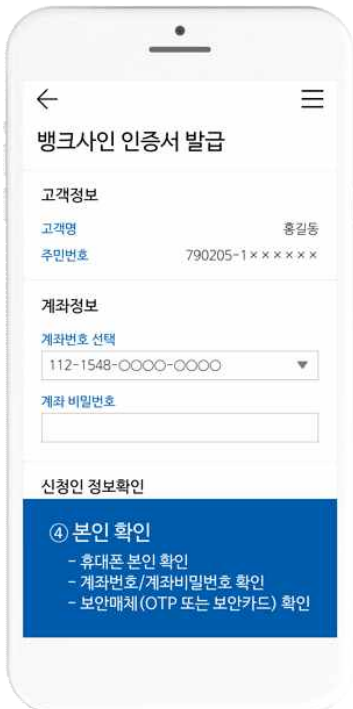 뱅크사인 인증서 발급
고객정보
고객명 홍길동
주민번호 790205-1××××××
계좌정보
계좌번호 선택
112-1548-○○○○-○○○○ ▼
계좌 비밀번호
신청인 정보확인
④ 본인 확인
- 휴대폰 본인 확인
- 계좌번호/계좌비밀번호 확인
- 보안매체(OTP 또는 보안카드) 확인